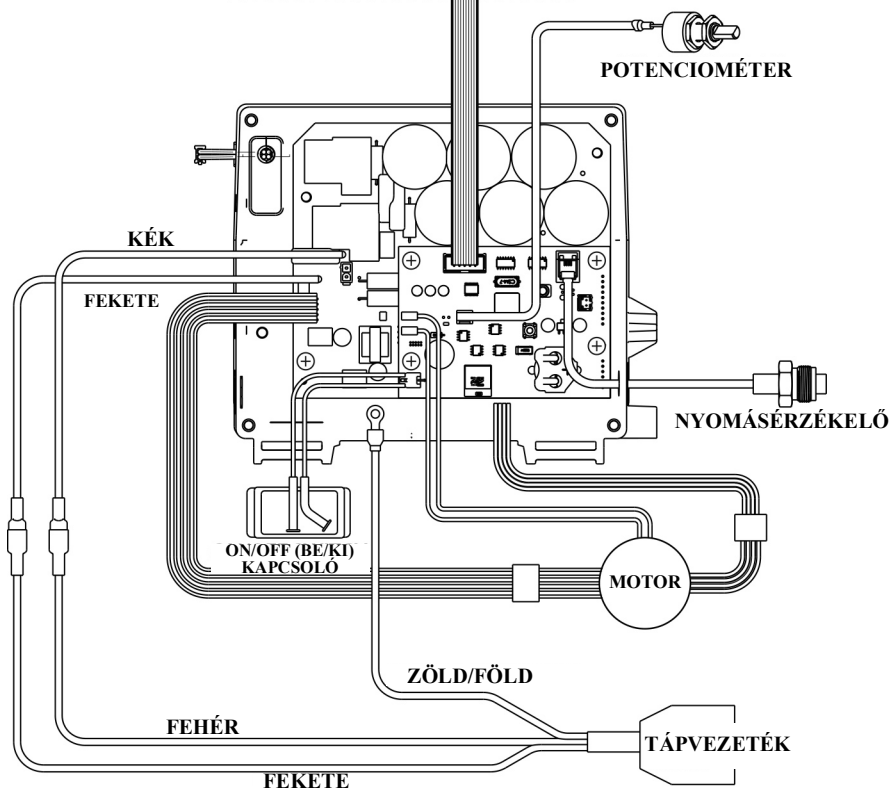 POTENCIOMÉTER
KÉK
FEKETE
NYOMÁSÉRZÉKELŐ
ON/OFF (BE/KI)
KAPCSOLÓ
MOTOR
ZÖLD/FÖLD
FEHÉR
TÁPVEZETÉK
FEKETE